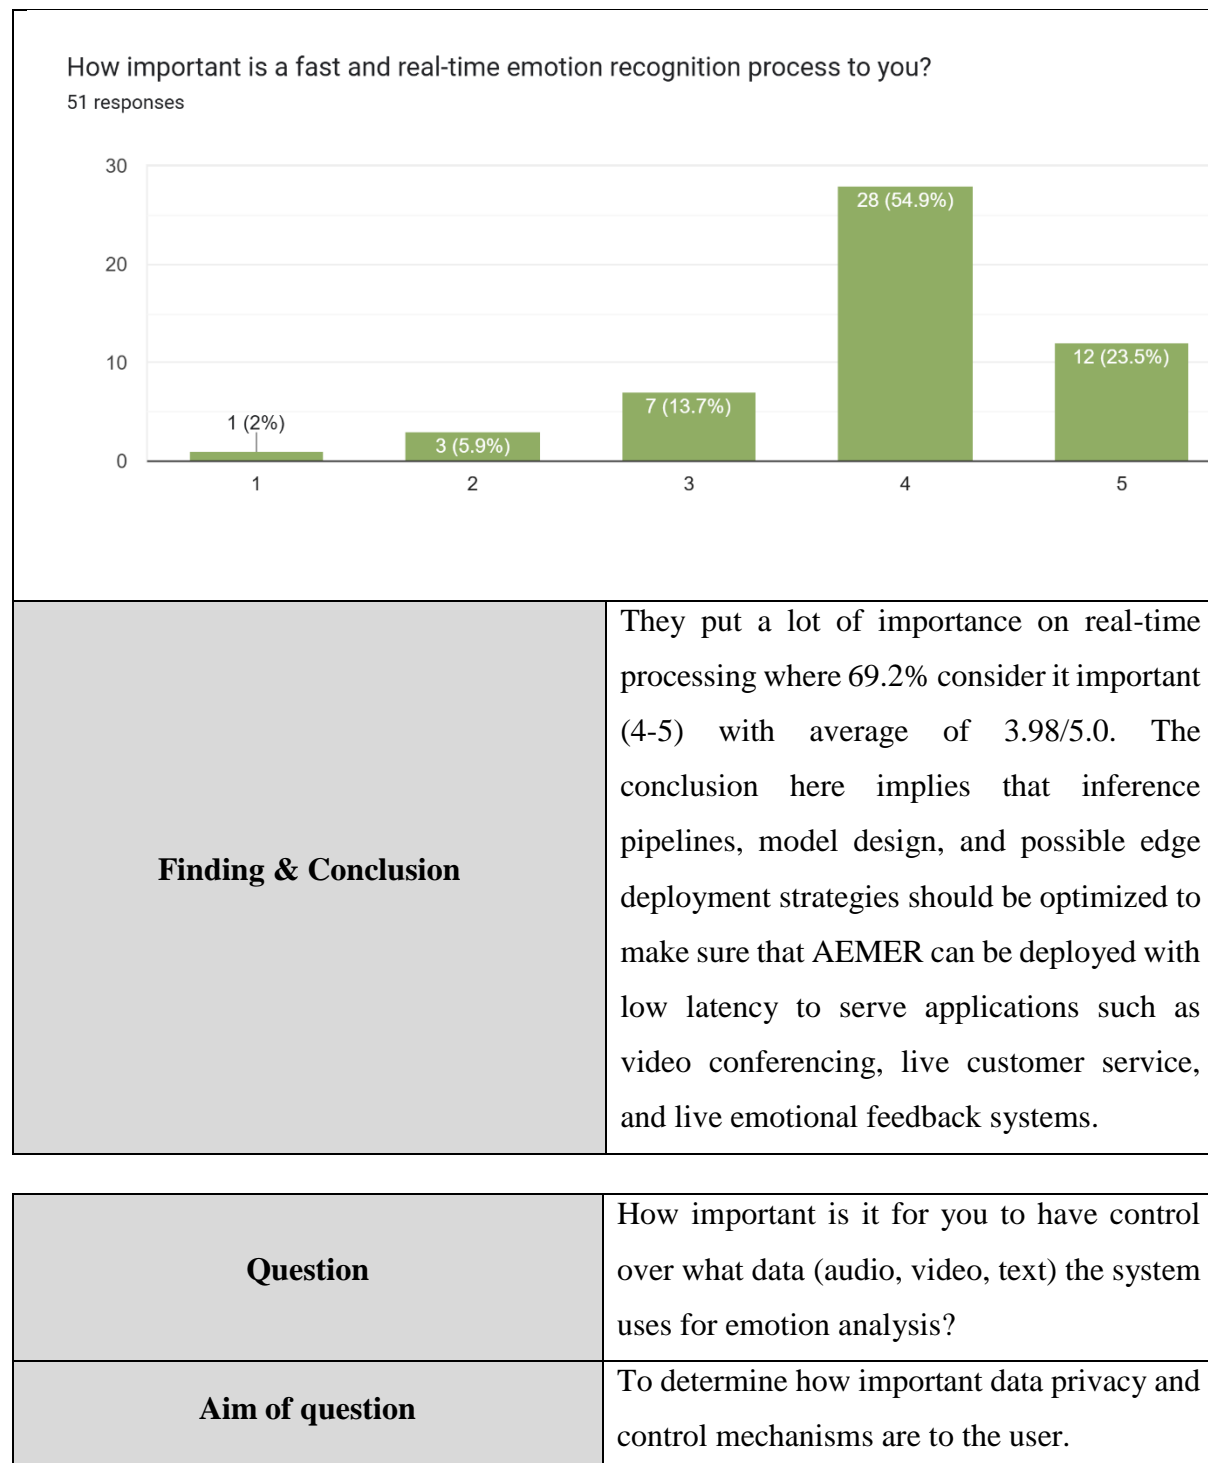 How important is a fast and real-time emotion recognition process to you?
51 responses
30
20
10
0
1 (2%)
3 (5.9%)
7 (13.7%)
28 (54.9%)
12 (23.5%)
1
2
3
4
5
Finding & Conclusion
They put a lot of importance on real-time
processing where 69.2% consider it important
(4-5) with average of 3.98/5.0. The
conclusion here implies that inference
pipelines, model design, and possible edge
deployment strategies should be optimized to
make sure that AEMER can be deployed with
low latency to serve applications such as
video conferencing, live customer service,
and live emotional feedback systems.
Question
How important is it for you to have control
over what data (audio, video, text) the system
uses for emotion analysis?
Aim of question
To determine how important data privacy and
control mechanisms are to the user.